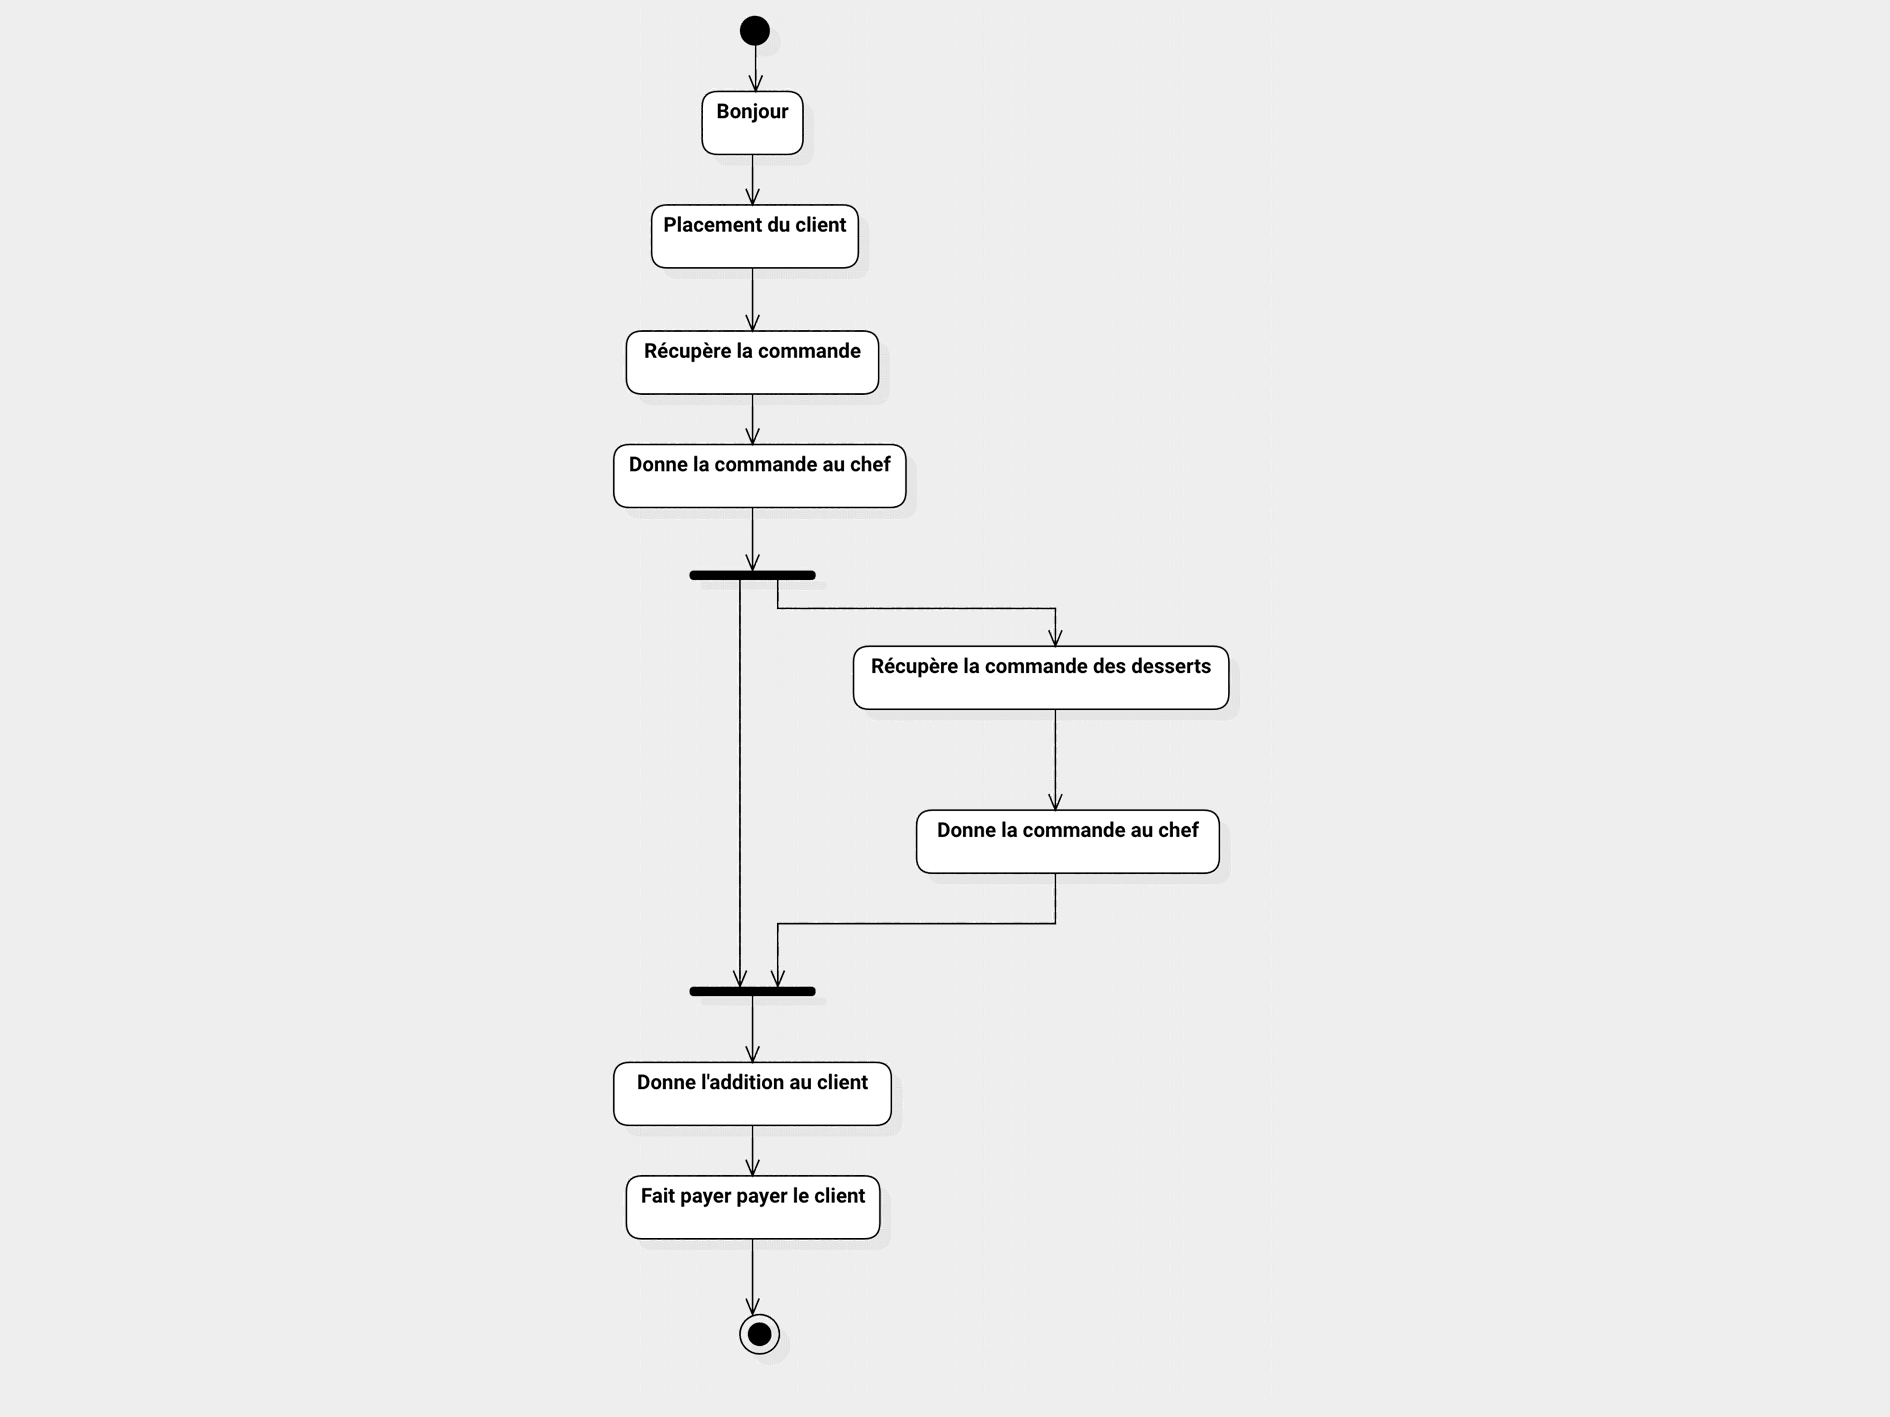 Bonjour
Placement du client
Récupère la commande
Donne la commande au chef
Récupère la commande des desserts
Donne la commande au chef
Donne l'addition au client
Fait payer payer le client